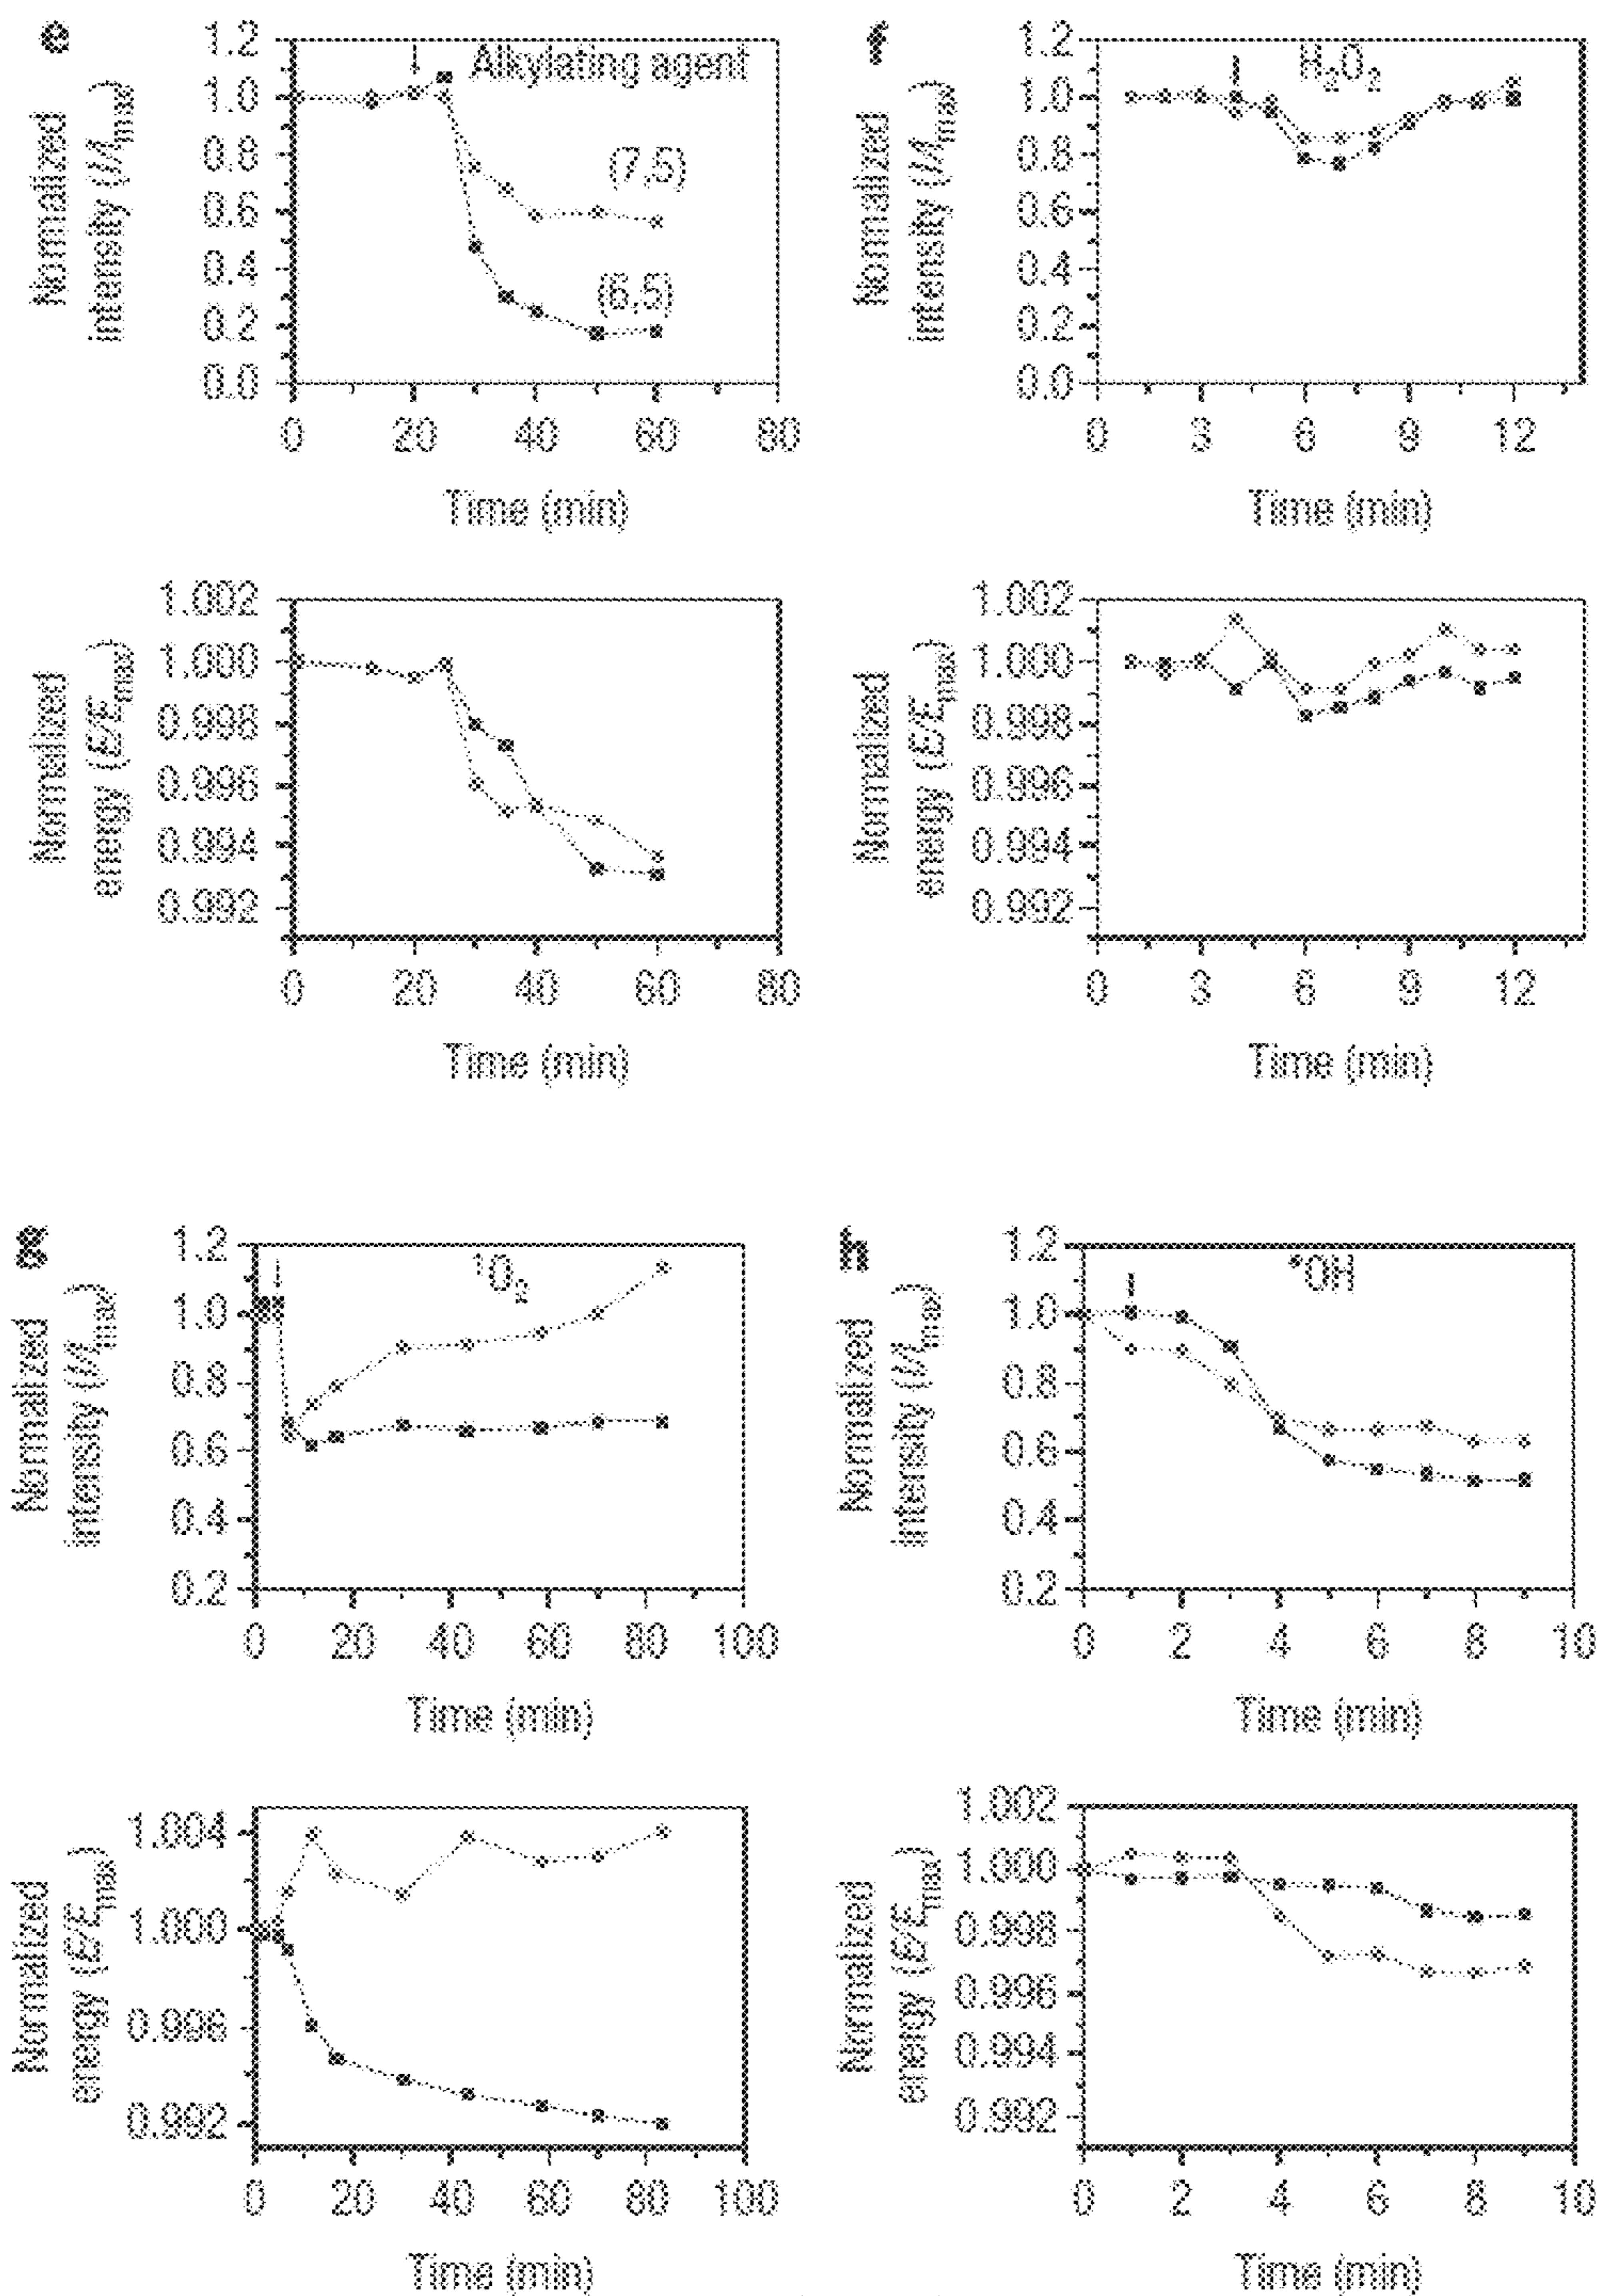 e
1.2
1.0
0.8
0.6
0.4
0.2
0.0
Normalized
intensity (I/I_max)
Alkylating agent
(7,5)
(6,5)
0 20 40 60 80
Time (min)
f
1.2
1.0
0.8
0.6
0.4
0.2
0.0
Normalized
intensity (I/I_max)
H₂O₂
0 3 6 9 12
Time (min)
1.002
1.000
0.998
0.996
0.994
0.992
Normalized
energy (E/E_max)
0 20 40 60 80
Time (min)
1.002
1.000
0.998
0.996
0.994
0.992
Normalized
energy (E/E_max)
0 3 6 9 12
Time (min)
g
1.2
1.0
0.8
0.6
0.4
0.2
Normalized
intensity (I/I_max)
¹O₂
0 20 40 60 80 100
Time (min)
h
1.2
1.0
0.8
0.6
0.4
0.2
Normalized
intensity (I/I_max)
•OH
0 2 4 6 8 10
Time (min)
1.004
1.000
0.996
0.992
Normalized
energy (E/E_max)
0 20 40 60 80 100
Time (min)
1.002
1.000
0.998
0.996
0.994
0.992
Normalized
energy (E/E_max)
0 2 4 6 8 10
Time (min)